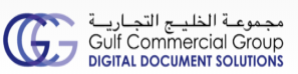 مجموعة الخليج التجارية
Gulf Commercial Group
DIGITAL DOCUMENT SOLUTIONS